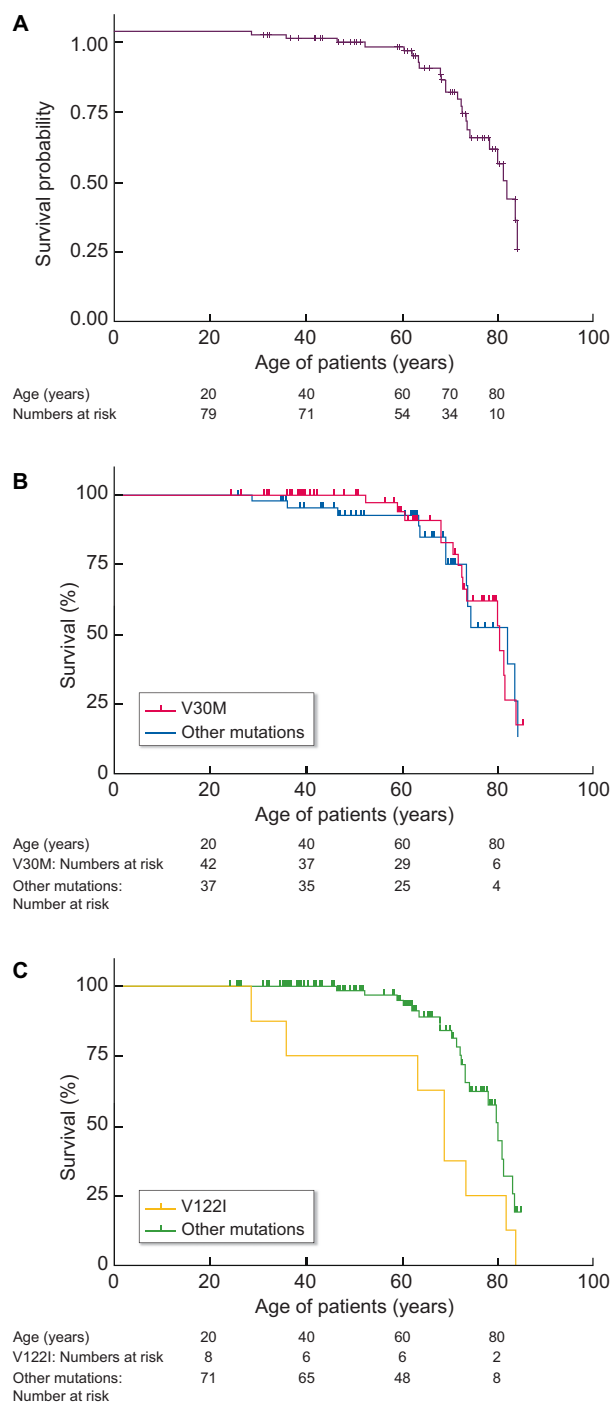 A
1.00
0.75
0.50
0.25
0.00
Survival probability
0 20 40 60 80 100
Age of patients (years)
Age (years) 20 40 60 70 80
Numbers at risk 79 71 54 34 10
B
100
75
50
25
0
Survival (%)
V30M
Other mutations
0 20 40 60 80 100
Age of patients (years)
Age (years) 20 40 60 80
V30M: Numbers at risk 42 37 29 6
Other mutations: 37 35 25 4
Number at risk
C
100
75
50
25
0
Survival (%)
V122I
Other mutations
0 20 40 60 80 100
Age of patients (years)
Age (years) 20 40 60 80
V122I: Numbers at risk 8 6 6 2
Other mutations: 71 65 48 8
Number at risk